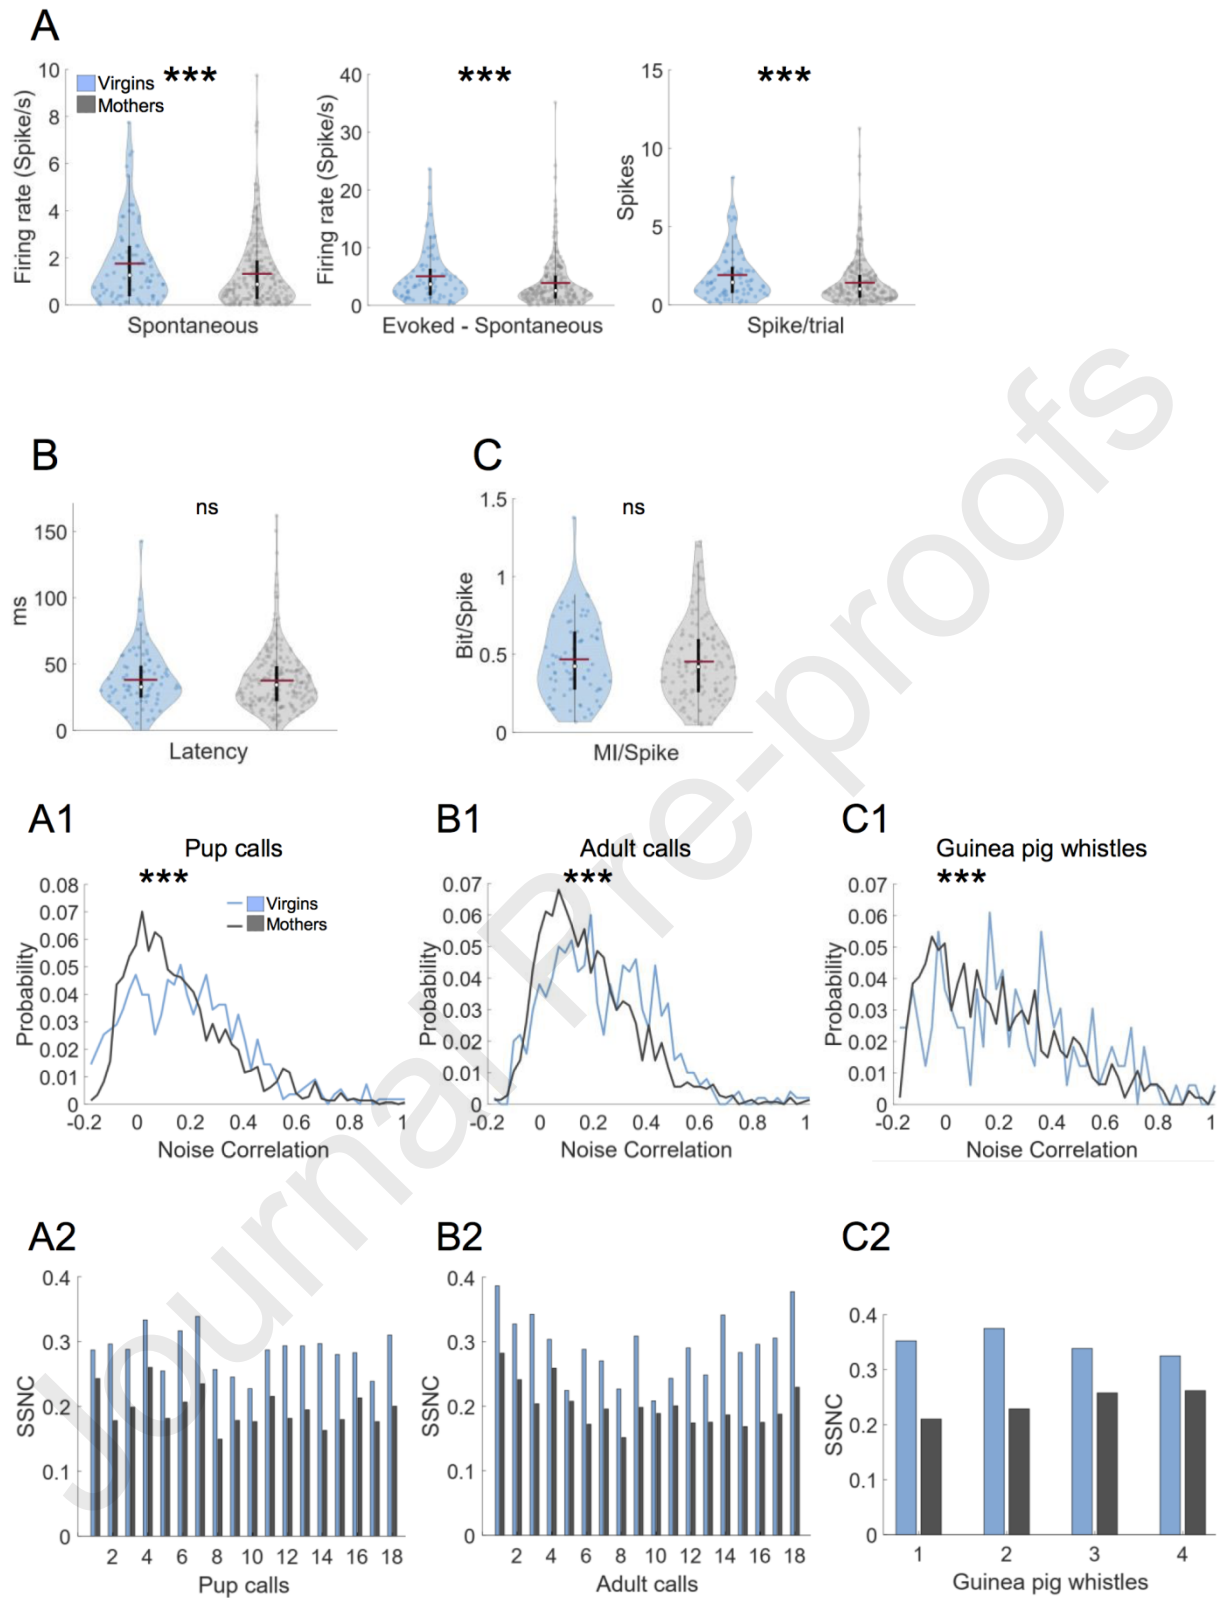 A
Virgins
Mothers
***
***
***
Firing rate (Spike/s)
10
8
6
4
2
0
Spontaneous
Firing rate (Spike/s)
40
30
20
10
0
Evoked - Spontaneous
Spikes
15
10
5
0
Spike/trial
B
ns
ms
150
100
50
0
Latency
C
ns
Bit/Spike
1.5
1
0.5
0
MI/Spike
A1
Pup calls
***
Virgins
Mothers
Probability
0.08
0.07
0.06
0.05
0.04
0.03
0.02
0.01
0
-0.2 0 0.2 0.4 0.6 0.8 1
Noise Correlation
B1
Adult calls
***
Probability
0.07
0.06
0.05
0.04
0.03
0.02
0.01
0
-0.2 0 0.2 0.4 0.6 0.8 1
Noise Correlation
C1
Guinea pig whistles
***
Probability
0.07
0.06
0.05
0.04
0.03
0.02
0.01
0
-0.2 0 0.2 0.4 0.6 0.8 1
Noise Correlation
A2
SSNC
0.4
0.3
0.2
0.1
0
2 4 6 8 10 12 14 16 18
Pup calls
B2
SSNC
0.4
0.3
0.2
0.1
0
2 4 6 8 10 12 14 16 18
Adult calls
C2
SSNC
0.4
0.3
0.2
0.1
0
1 2 3 4
Guinea pig whistles
Journal Pre-proofs